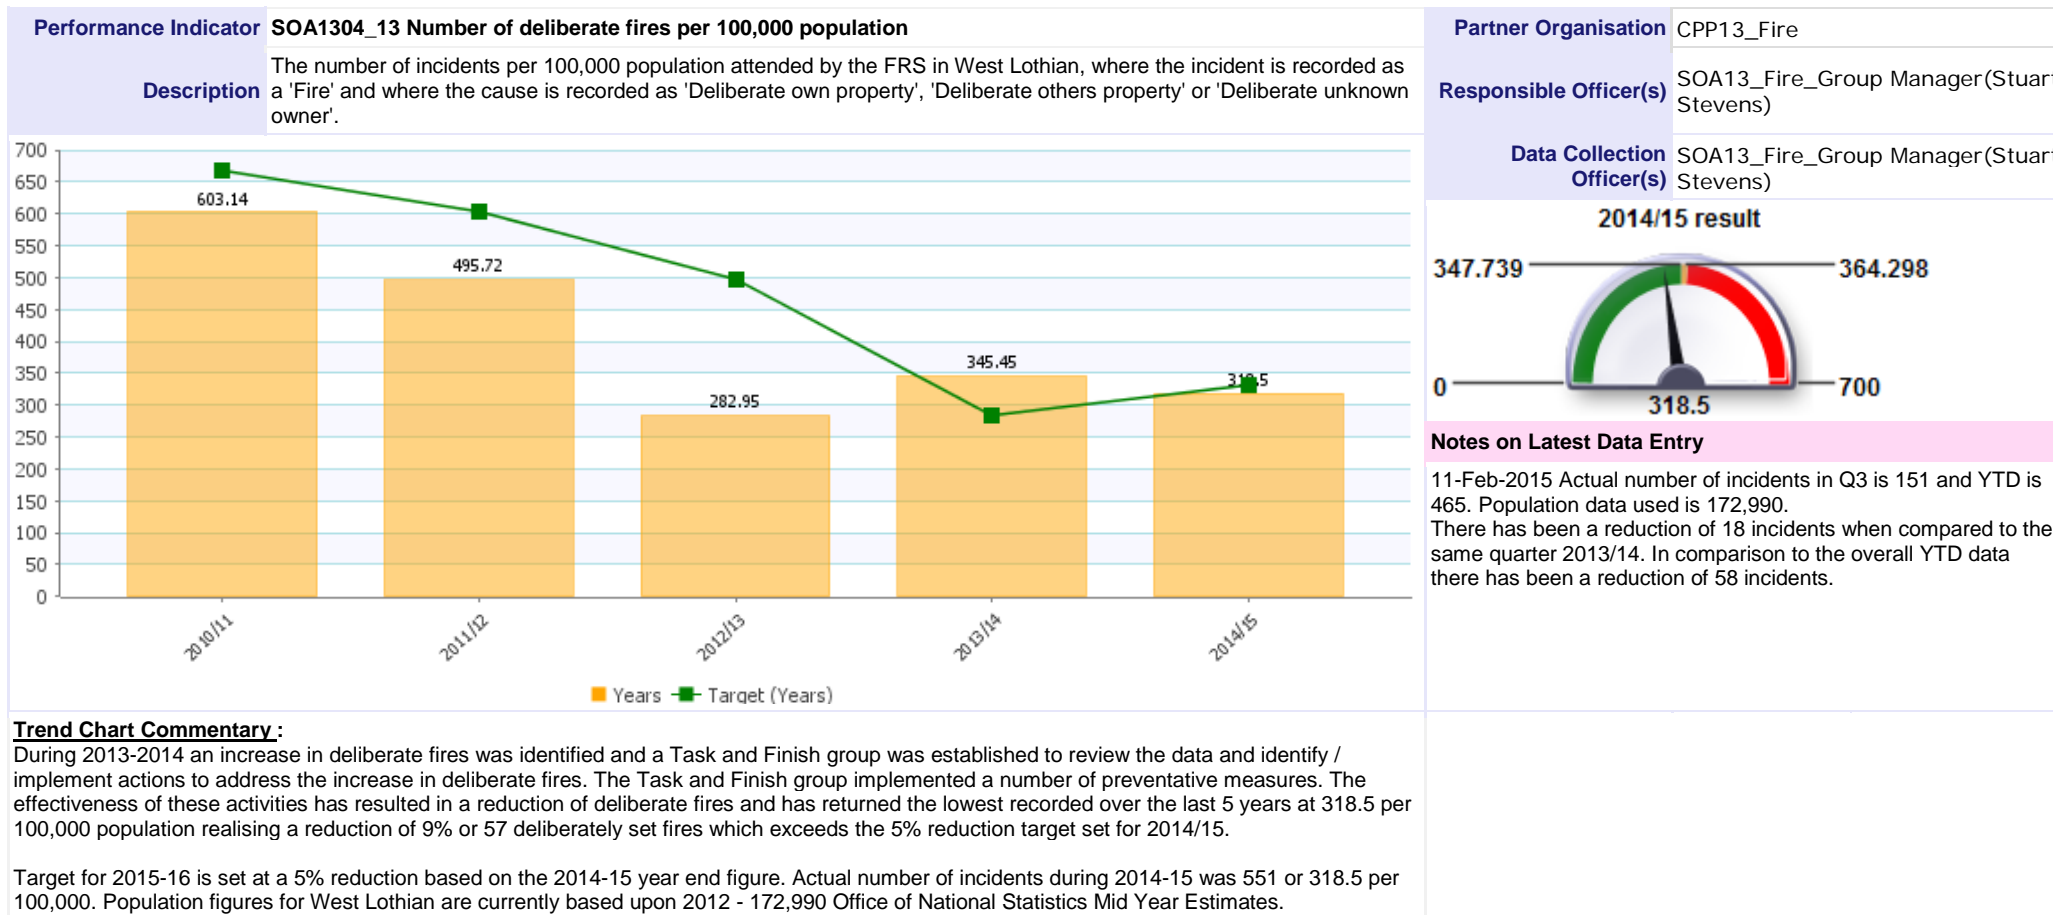 Performance Indicator SOA1304_13 Number of deliberate fires per 100,000 population
Description The number of incidents per 100,000 population attended by the FRS in West Lothian, where the incident is recorded as
a 'Fire' and where the cause is recorded as 'Deliberate own property', 'Deliberate others property' or 'Deliberate unknown
owner'.
Partner Organisation CPP13_Fire
Responsible Officer(s) SOA13_Fire_Group Manager(Stuart
Stevens)
Data Collection
Officer(s) SOA13_Fire_Group Manager(Stuart
Stevens)
700
650
600
550
500
450
400
350
300
250
200
150
100
50
0
603.14
495.72
282.95
345.45
318.5
2010/11
2011/12
2012/13
2013/14
2014/15
Years Target (Years)
2014/15 result
347.739 364.298
0 700
318.5
Notes on Latest Data Entry
11-Feb-2015 Actual number of incidents in Q3 is 151 and YTD is
465. Population data used is 172,990.
There has been a reduction of 18 incidents when compared to the
same quarter 2013/14. In comparison to the overall YTD data
there has been a reduction of 58 incidents.
Trend Chart Commentary :
During 2013-2014 an increase in deliberate fires was identified and a Task and Finish group was established to review the data and identify /
implement actions to address the increase in deliberate fires. The Task and Finish group implemented a number of preventative measures. The
effectiveness of these activities has resulted in a reduction of deliberate fires and has returned the lowest recorded over the last 5 years at 318.5 per
100,000 population realising a reduction of 9% or 57 deliberately set fires which exceeds the 5% reduction target set for 2014/15.
Target for 2015-16 is set at a 5% reduction based on the 2014-15 year end figure. Actual number of incidents during 2014-15 was 551 or 318.5 per
100,000. Population figures for West Lothian are currently based upon 2012 - 172,990 Office of National Statistics Mid Year Estimates.